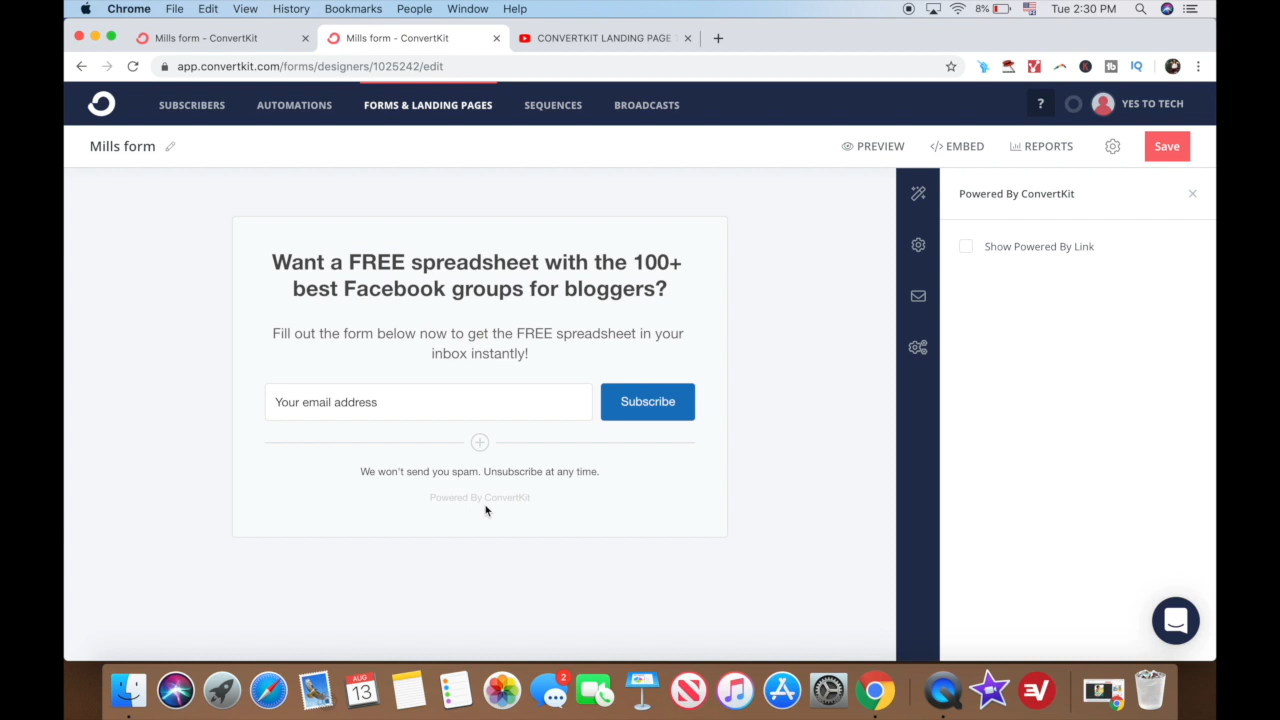 Chrome File Edit View History Bookmarks People Window Help 8% Tue 2:30 PM
Mills form - ConvertKit
Mills form - ConvertKit
CONVERTKIT LANDING PAGE
app.convertkit.com/forms/designers/1025242/edit
tb IQ
SUBSCRIBERS AUTOMATIONS FORMS & LANDING PAGES SEQUENCES BROADCASTS ? YES TO TECH
Mills form PREVIEW </> EMBED REPORTS Save
Powered By ConvertKit
Show Powered By Link
Want a FREE spreadsheet with the 100+
best Facebook groups for bloggers?
Fill out the form below now to get the FREE spreadsheet in your
inbox instantly!
Your email address Subscribe
We won't send you spam. Unsubscribe at any time.
Powered By ConvertKit
AUG
13
2